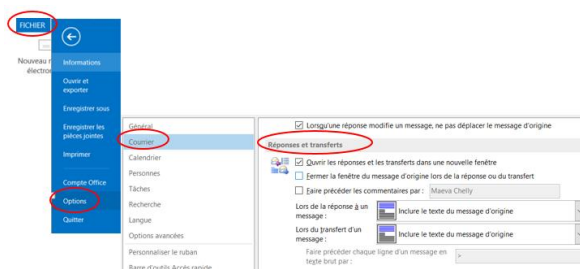 FICHIER
Nouveau
électron
Informations
Ouvrir et
exporter
Enregistrer sous
Enregistrer les
pièces jointes
Imprimer
Compte Office
Options
Quitter
Général
Courrier
Calendrier
Personnes
Tâches
Recherche
Langue
Options avancées
Personnaliser le ruban
Barre d'outils Accès rapide
Lorsqu'une réponse modifie un message, ne pas déplacer le message d'origine
Réponses et transferts
Ouvrir les réponses et les transferts dans une nouvelle fenêtre
Fermer la fenêtre du message d'origine lors de la réponse ou du transfert
Faire précéder les commentaires par : Maeva Chelly
Lors de la réponse à un
message :
Inclure le texte du message d'origine
Lors du transfert d'un
message :
Inclure le texte du message d'origine
Faire précéder chaque ligne d'un message en
texte brut par :
>